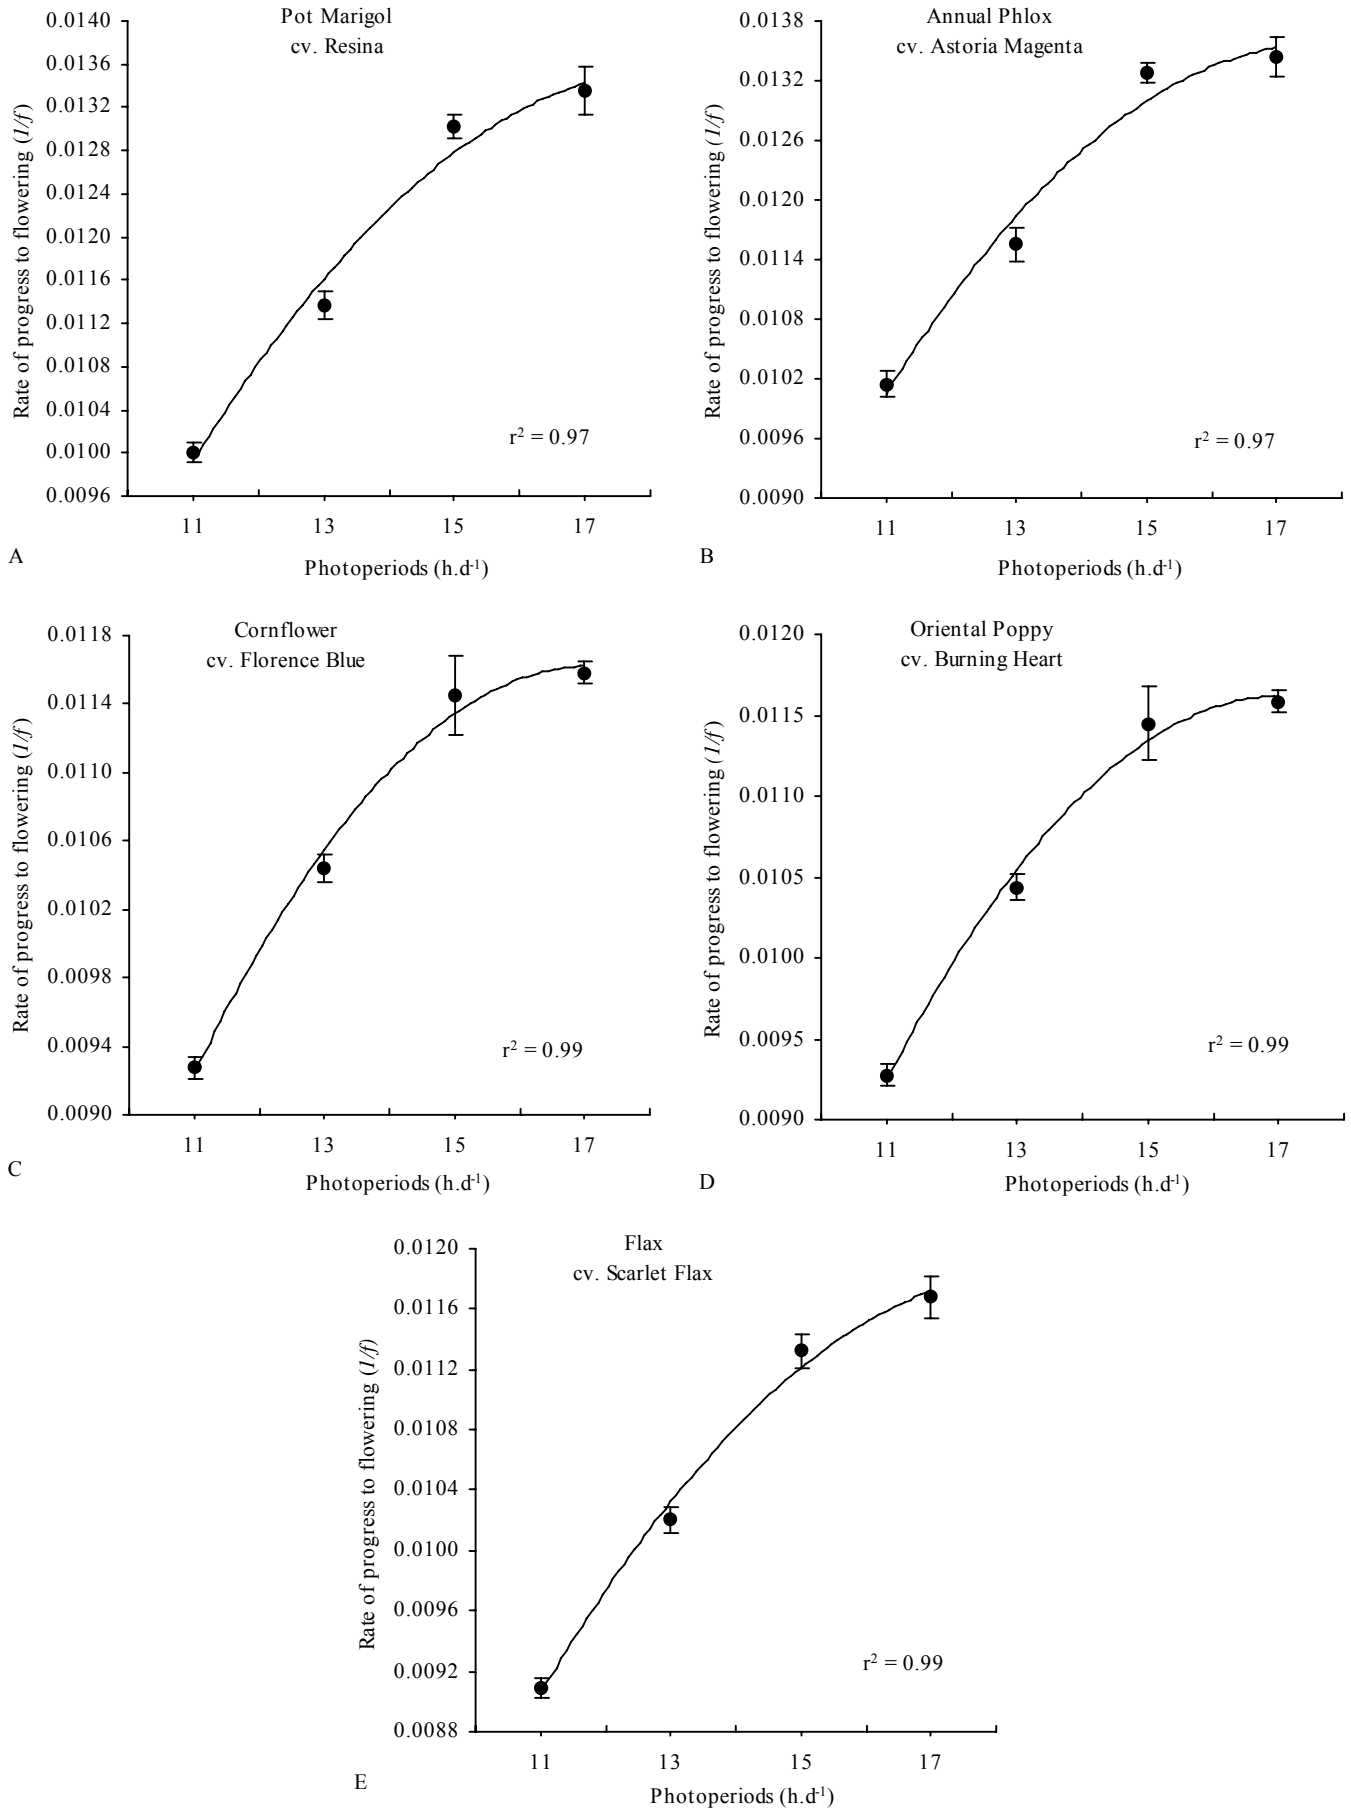 Pot Marigol
cv. Resina
Rate of progress to flowering (1/f)
0.0140
0.0136
0.0132
0.0128
0.0124
0.0120
0.0116
0.0112
0.0108
0.0104
0.0100
0.0096
r² = 0.97
11 13 15 17
Photoperiods (h.d⁻¹)
A
Annual Phlox
cv. Astoria Magenta
Rate of progress to flowering (1/f)
0.0138
0.0132
0.0126
0.0120
0.0114
0.0108
0.0102
0.0096
0.0090
r² = 0.97
11 13 15 17
Photoperiods (h.d⁻¹)
B
Cornflower
cv. Florence Blue
Rate of progress to flowering (1/f)
0.0118
0.0114
0.0110
0.0106
0.0102
0.0098
0.0094
0.0090
r² = 0.99
11 13 15 17
Photoperiods (h.d⁻¹)
C
Oriental Poppy
cv. Burning Heart
Rate of progress to flowering (1/f)
0.0120
0.0115
0.0110
0.0105
0.0100
0.0095
0.0090
r² = 0.99
11 13 15 17
Photoperiods (h.d⁻¹)
D
Flax
cv. Scarlet Flax
Rate of progress to flowering (1/f)
0.0120
0.0116
0.0112
0.0108
0.0104
0.0100
0.0096
0.0092
0.0088
r² = 0.99
11 13 15 17
Photoperiods (h.d⁻¹)
E